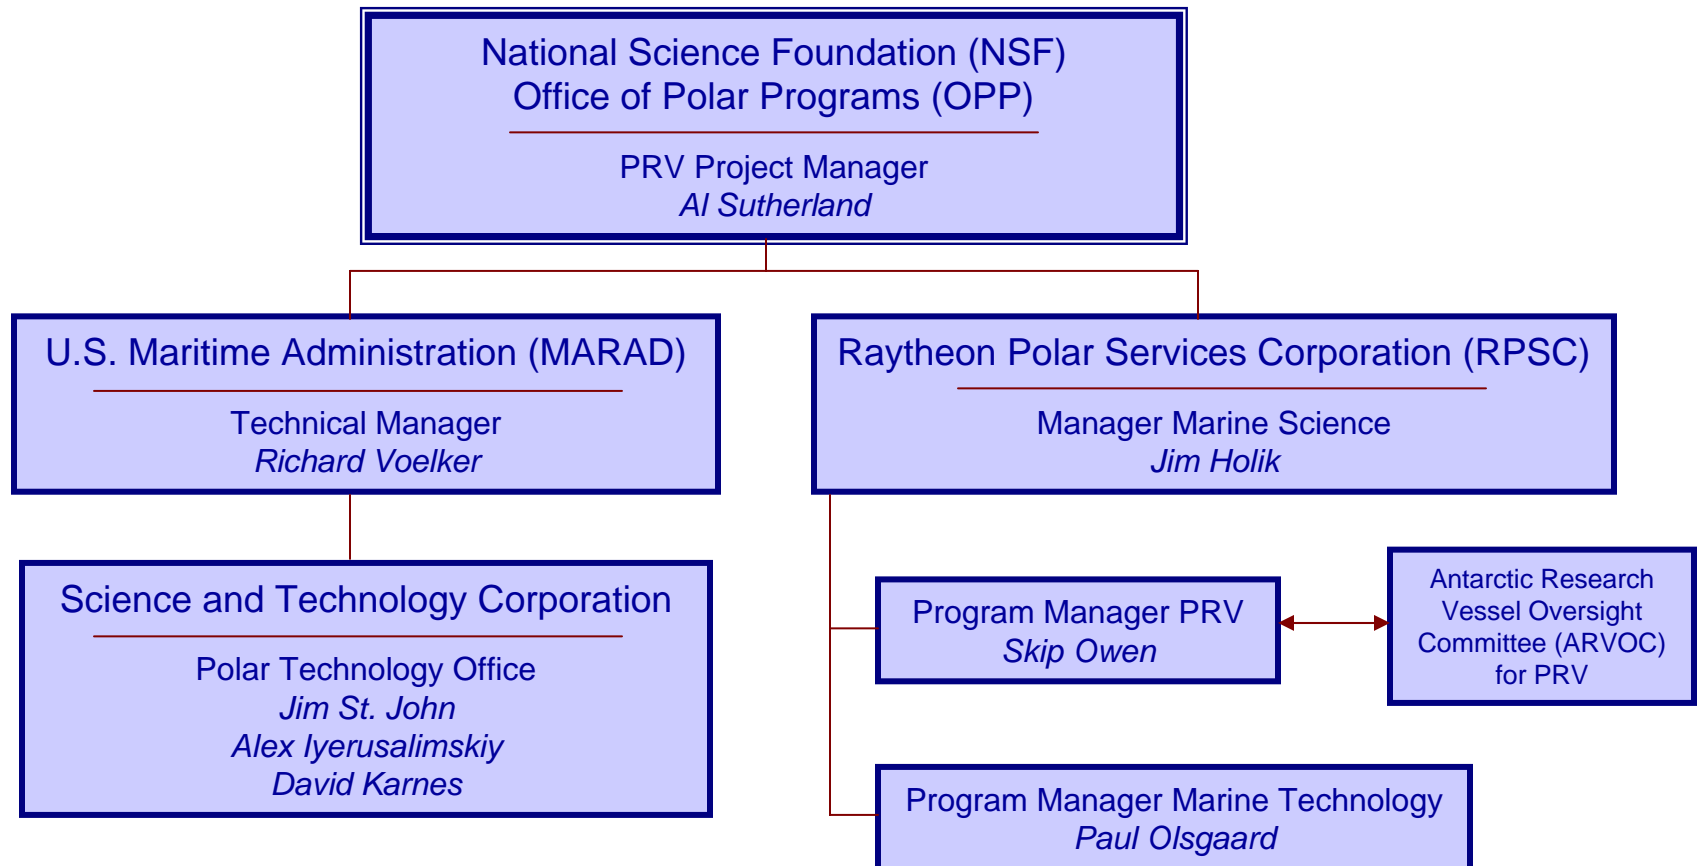 National Science Foundation (NSF)
Office of Polar Programs (OPP)
PRV Project Manager
Al Sutherland
U.S. Maritime Administration (MARAD)
Technical Manager
Richard Voelker
Raytheon Polar Services Corporation (RPSC)
Manager Marine Science
Jim Holik
Science and Technology Corporation
Polar Technology Office
Jim St. John
Alex Iyerusalimskiy
David Karnes
Program Manager PRV
Skip Owen
Antarctic Research
Vessel Oversight
Committee (ARVOC)
for PRV
Program Manager Marine Technology
Paul Olsgaard